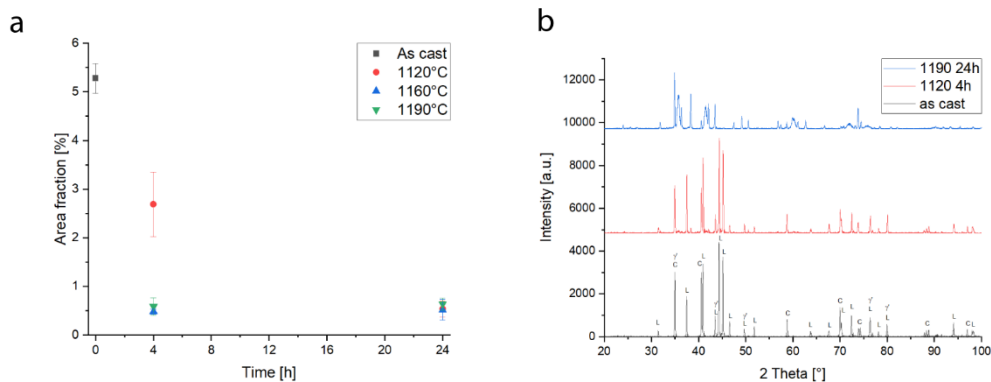 a
6
5
4
3
2
1
0
0
4
8
12
16
20
24
Area fraction [%]
Time [h]
As cast
1120°C
1160°C
1190°C
b
12000
10000
8000
6000
4000
2000
0
20
30
40
50
60
70
80
90
100
Intensity [a.u.]
2 Theta [°]
1190 24h
1120 4h
as cast
L
γ'
C
L
C
L
L
L
γ'
L
L
γ'
L
L
C
L
L
C
L
L
C
γ'
L
L
γ'
L
C
L
C
L